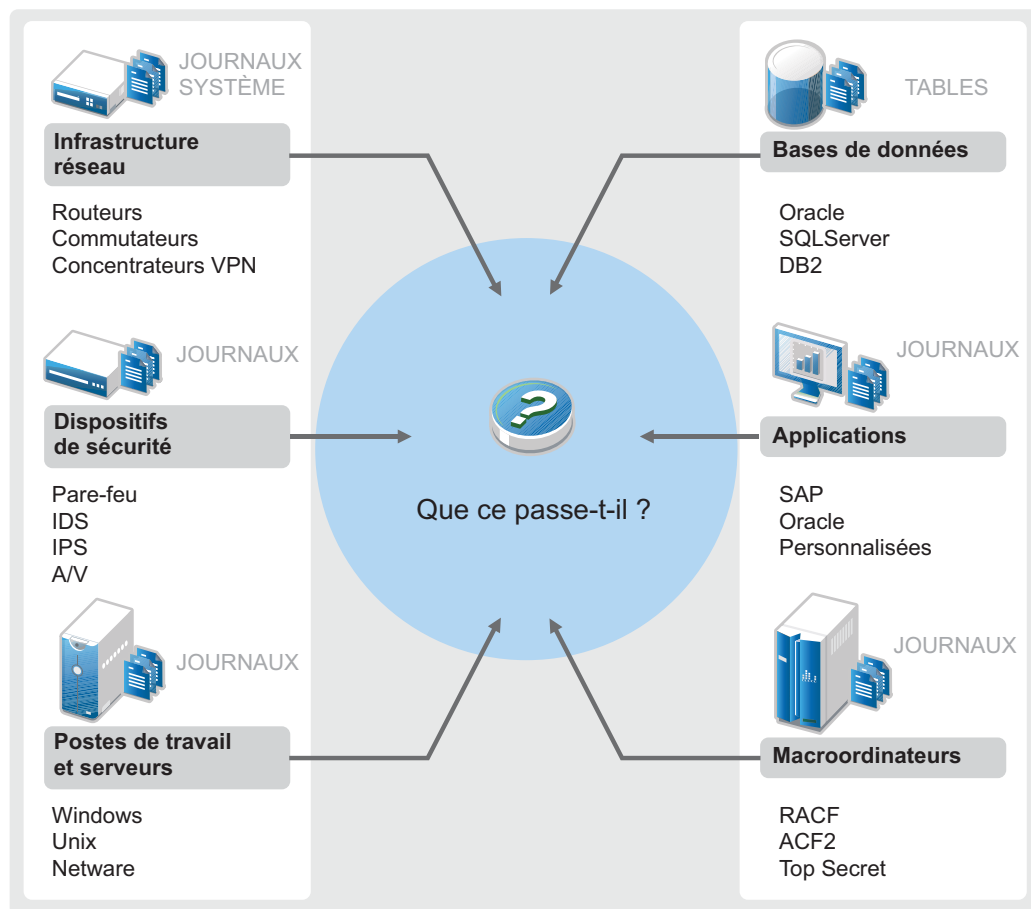 JOURNAUX
SYSTÈME
Infrastructure
réseau
Routeurs
Commutateurs
Concentrateurs VPN
JOURNAUX
Dispositifs
de sécurité
Pare-feu
IDS
IPS
A/V
JOURNAUX
Postes de travail
et serveurs
Windows
Unix
Netware
Que ce passe-t-il ?
TABLES
Bases de données
Oracle
SQLServer
DB2
JOURNAUX
Applications
SAP
Oracle
Personnalisées
JOURNAUX
Macroordinateurs
RACF
ACF2
Top Secret